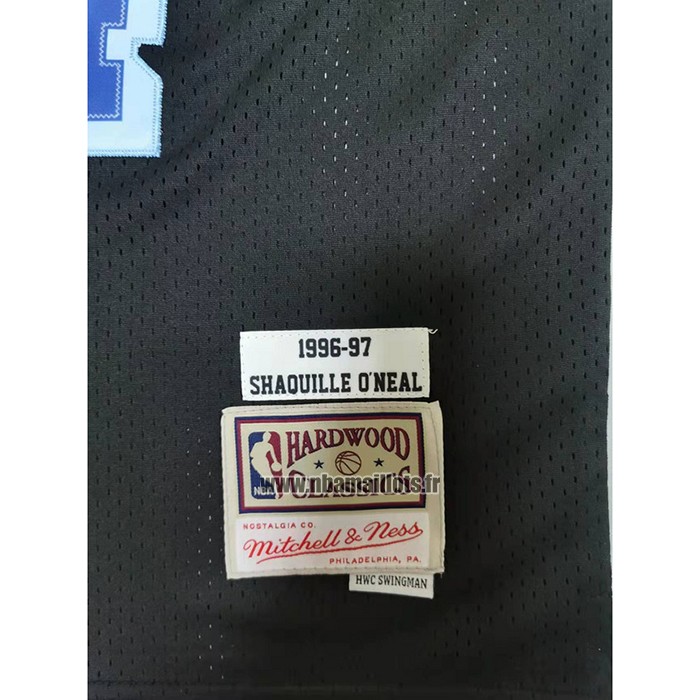 1996-97
SHAQUILLE O'NEAL
HARDWOOD
NBA
CLASSICS
www.nbamaillots.fr
NOSTALGIA CO.
Mitchell & Ness
PHILADELPHIA, PA.
HWC SWINGMAN